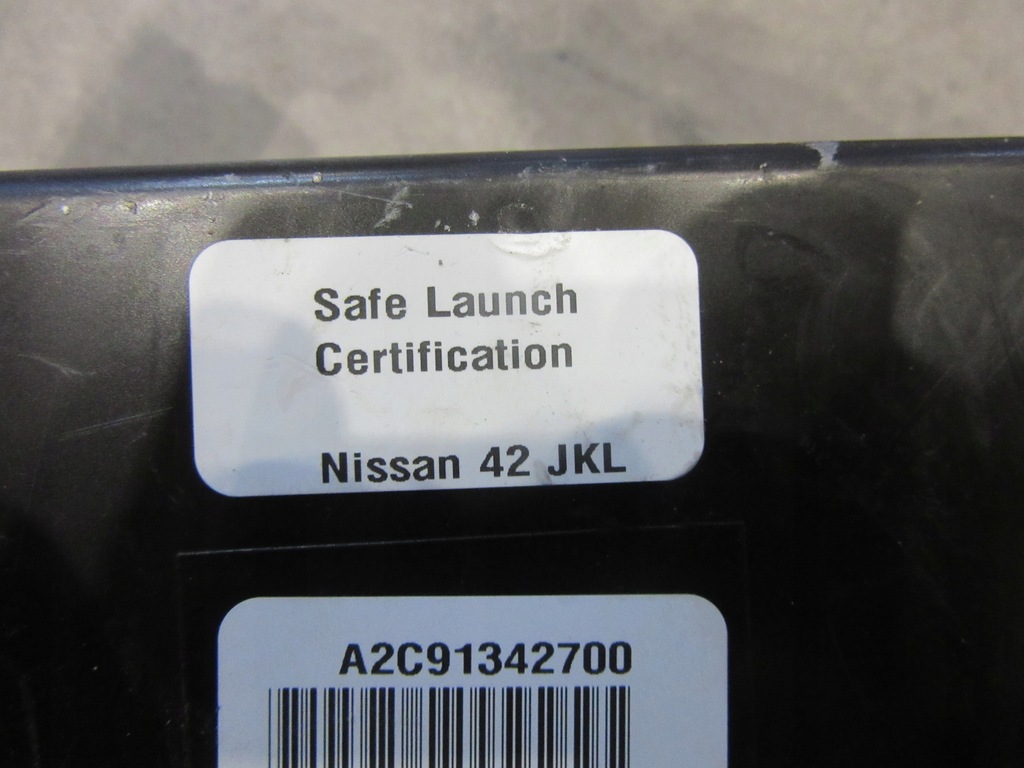 Safe Launch
Certification
Nissan 42 JKL
A2C91342700